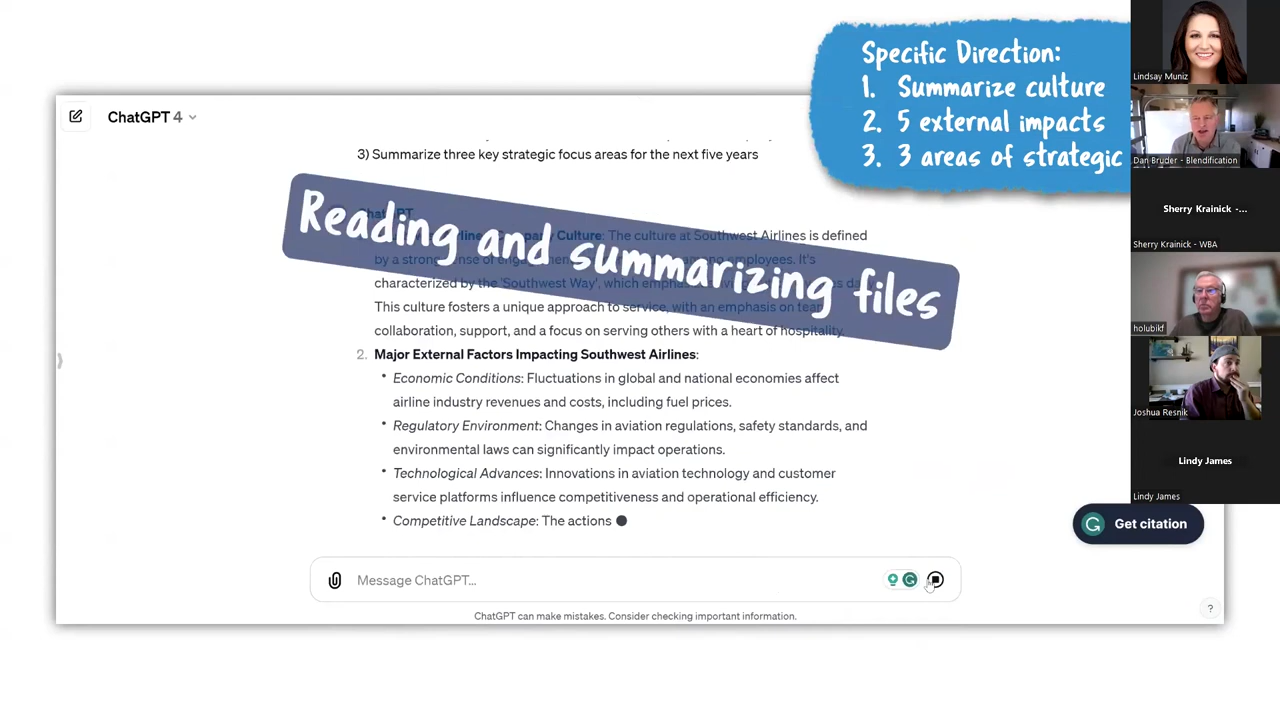 Specific Direction:
1. Summarize culture
2. 5 external impacts
3. 3 areas of strategic
ChatGPT 4
3) Summarize three key strategic focus areas for the next five years
Reading and summarizing files
ChatGPT
Company Culture: The culture at Southwest Airlines is defined
by a strong sense of among employees. It's
characterized by the 'Southwest Way', which
This culture fosters a unique approach to service, with an emphasis on
collaboration, support, and a focus on serving others with a heart of hospitality.
2. Major External Factors Impacting Southwest Airlines:
• Economic Conditions: Fluctuations in global and national economies affect
airline industry revenues and costs, including fuel prices.
• Regulatory Environment: Changes in aviation regulations, safety standards, and
environmental laws can significantly impact operations.
• Technological Advances: Innovations in aviation technology and customer
service platforms influence competitiveness and operational efficiency.
• Competitive Landscape: The actions
Message ChatGPT...
ChatGPT can make mistakes. Consider checking important information.
Get citation
?
Lindsay Muniz
Dan Bruder - Blendification
Sherry Krainick -...
Sherry Krainick - WBA
holubikf
Joshua Resnik
Lindy James
Lindy James